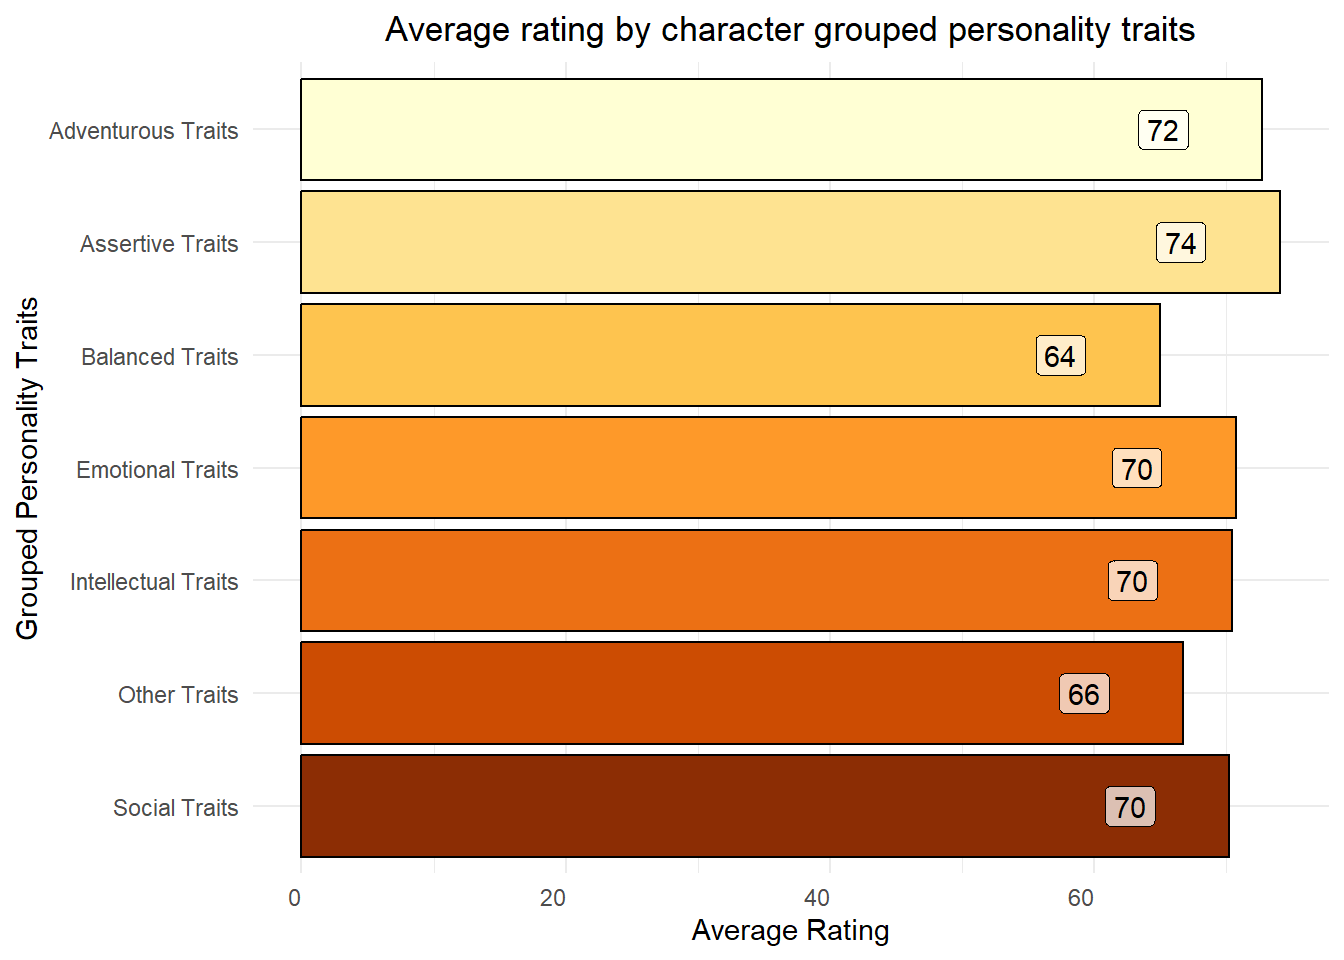 Average rating by character grouped personality traits
Grouped Personality Traits
Adventurous Traits 72
Assertive Traits 74
Balanced Traits 64
Emotional Traits 70
Intellectual Traits 70
Other Traits 66
Social Traits 70
0 20 40 60
Average Rating